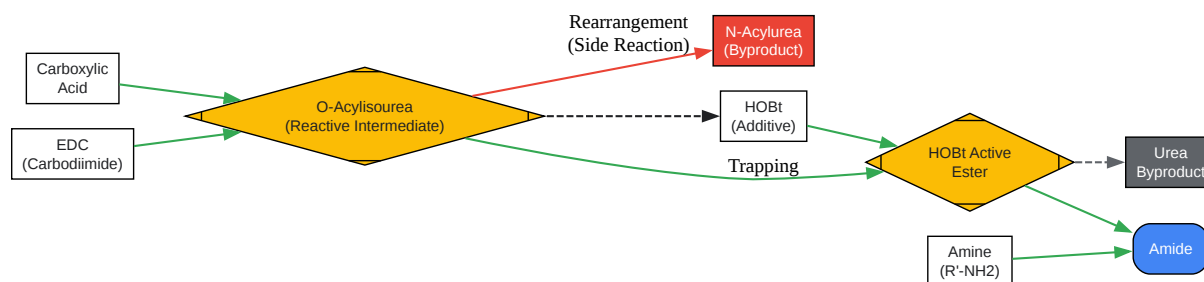 Rearrangement
(Side Reaction)
N-Acylurea
(Byproduct)
Carboxylic
Acid
O-Acylisourea
(Reactive Intermediate)
HOBt
(Additive)
EDC
(Carbodiimide)
Trapping
HOBt Active
Ester
Urea
Byproduct
Amine
(R'-NH2)
Amide